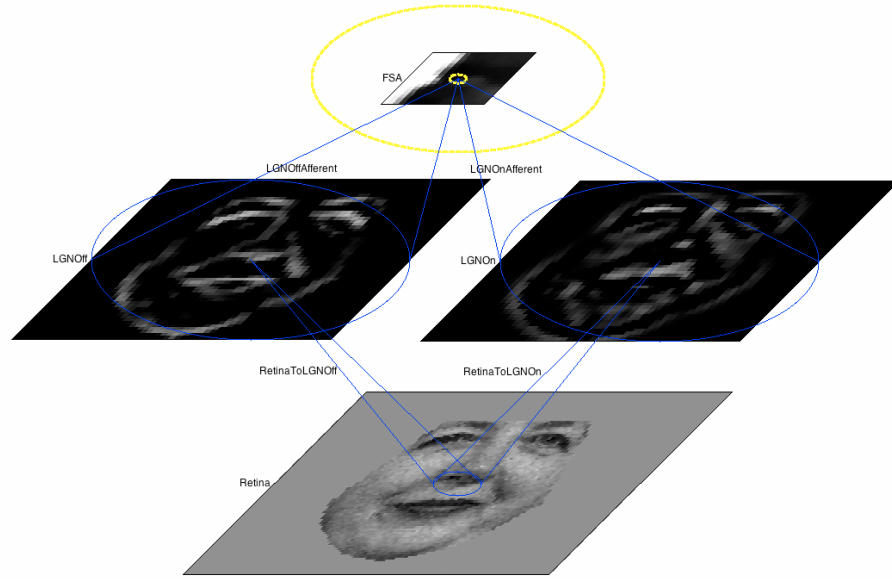 FSA
LGNOffAfferent
LGNOnAfferent
LGNOff
LGNOn
RetinaToLGNOff
RetinaToLGNOn
Retina